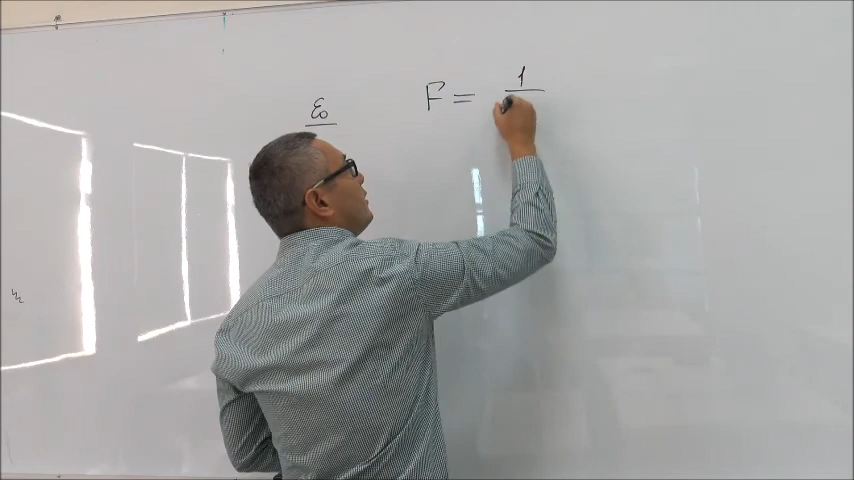 ε₀
F = 1